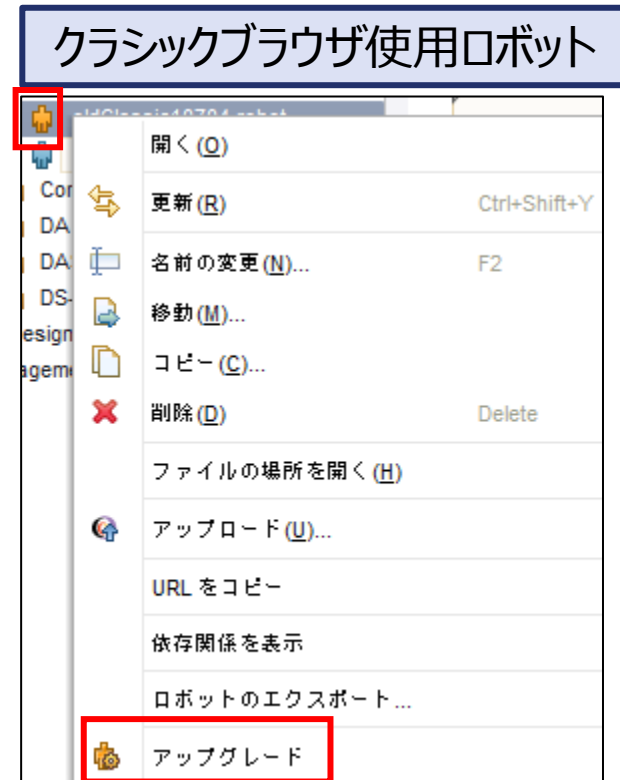 クラシックブラウザ使用ロボット
開く(O)
更新(R) Ctrl+Shift+Y
Cor
DA
名前の変更(N)... F2
DA
DS-
移動(M)...
esign
コピー(C)...
agem
削除(D) Delete
ファイルの場所を開く(H)
アップロード(U)...
URL をコピー
依存関係を表示
ロボットのエクスポート...
アップグレード